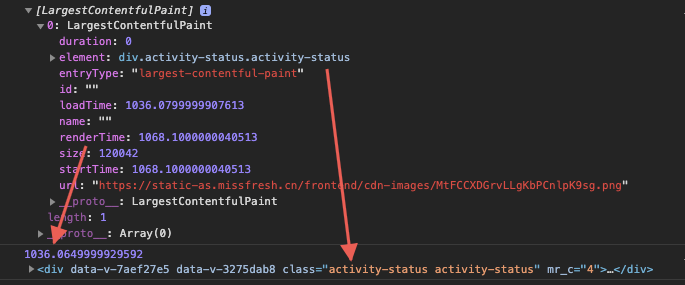 [LargestContentfulPaint] i
0: LargestContentfulPaint
duration: 0
element: div.activity-status.activity-status
entryType: "largest-contentful-paint"
id: ""
loadTime: 1036.0799999907613
name: ""
renderTime: 1068.1000000040513
size: 120042
startTime: 1068.1000000040513
url: "https://static-as.missfresh.cn/frontend/cdn-images/MtFCCXDGrvLLgKbPCnlpK9sg.png"
__proto__: LargestContentfulPaint
length: 1
__proto__: Array(0)
1036.0649999929592
<div data-v-7aef27e5 data-v-3275dab8 class="activity-status activity-status" mr_c="4">…</div>